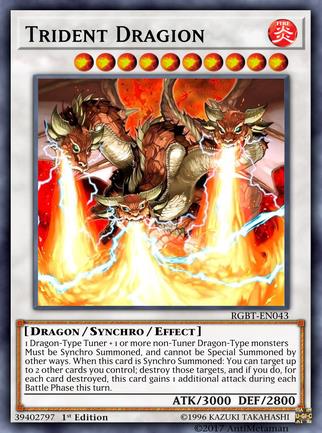 TRIDENT DRAGION
FIRE
炎
RGBT-EN043
[DRAGON / SYNCHRO / EFFECT]
1 Dragon-Type Tuner + 1 or more non-Tuner Dragon-Type monsters
Must be Synchro Summoned, and cannot be Special Summoned by
other ways. When this card is Synchro Summoned: You can target up
to 2 other cards you control; destroy those targets, and if you do, for
each card destroyed, this card gains 1 additional attack during each
Battle Phase this turn.
ATK/3000 DEF/2800
39402797 1st Edition ©1996 KAZUKI TAKAHASHI
©2017 AntiMetaman